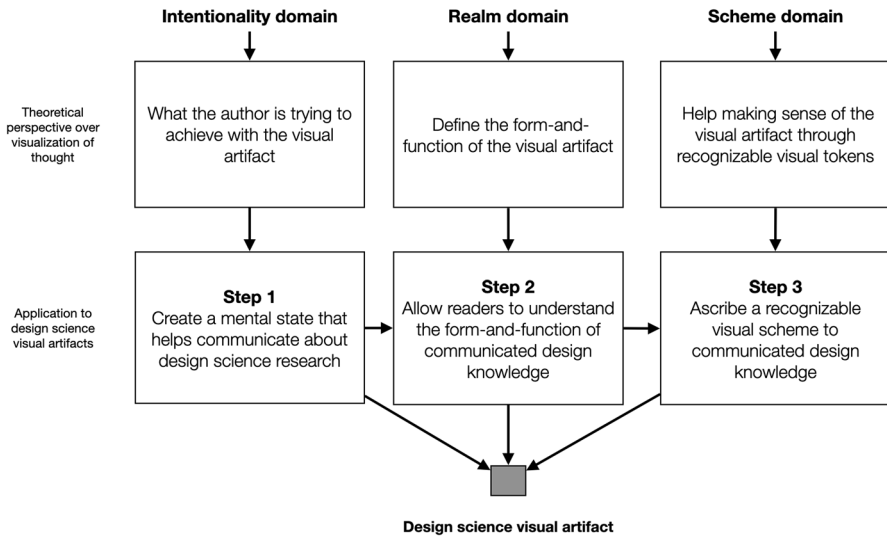 Intentionality domain
Realm domain
Scheme domain
Theoretical
perspective over
visualization of
thought
What the author is trying to
achieve with the visual
artifact
Define the form-and-
function of the visual artifact
Help making sense of the
visual artifact through
recognizable visual tokens
Application to
design science
visual artifacts
Step 1
Create a mental state that
helps communicate about
design science research
Step 2
Allow readers to understand
the form-and-function of
communicated design
knowledge
Step 3
Ascribe a recognizable
visual scheme to
communicated design
knowledge
Design science visual artifact